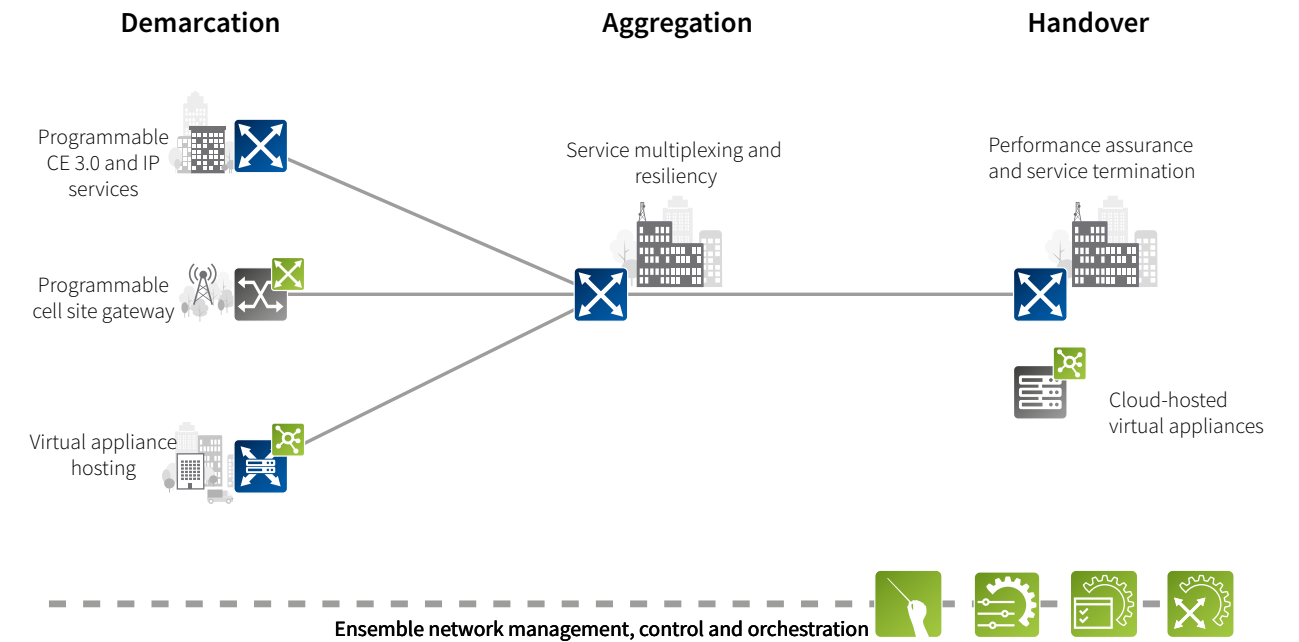 Demarcation
Aggregation
Handover
Programmable
CE 3.0 and IP
services
Service multiplexing and
resiliency
Performance assurance
and service termination
Programmable
cell site gateway
Virtual appliance
hosting
Cloud-hosted
virtual appliances
Ensemble network management, control and orchestration